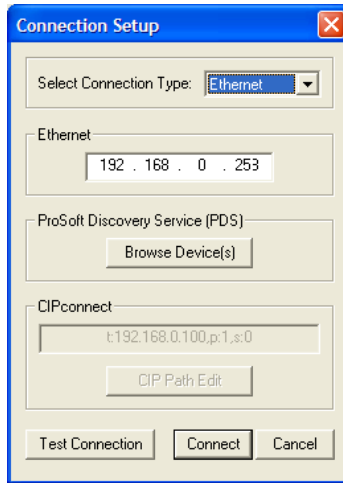 Connection Setup
Select Connection Type: Ethernet
Ethernet
192 . 168 . 0 . 253
ProSoft Discovery Service (PDS)
Browse Device(s)
CIPconnect
t:192.168.0.100,p:1,s:0
CIP Path Edit
Test Connection Connect Cancel